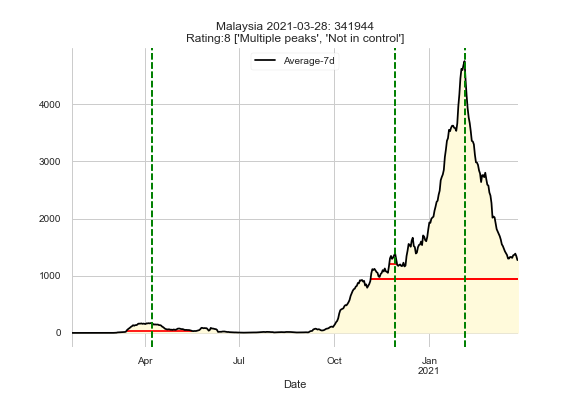 Malaysia 2021-03-28: 341944
Rating:8 ['Multiple peaks', 'Not in control']
Average-7d
4000
3000
2000
1000
0
Apr
Jul
Oct
Jan
2021
Date